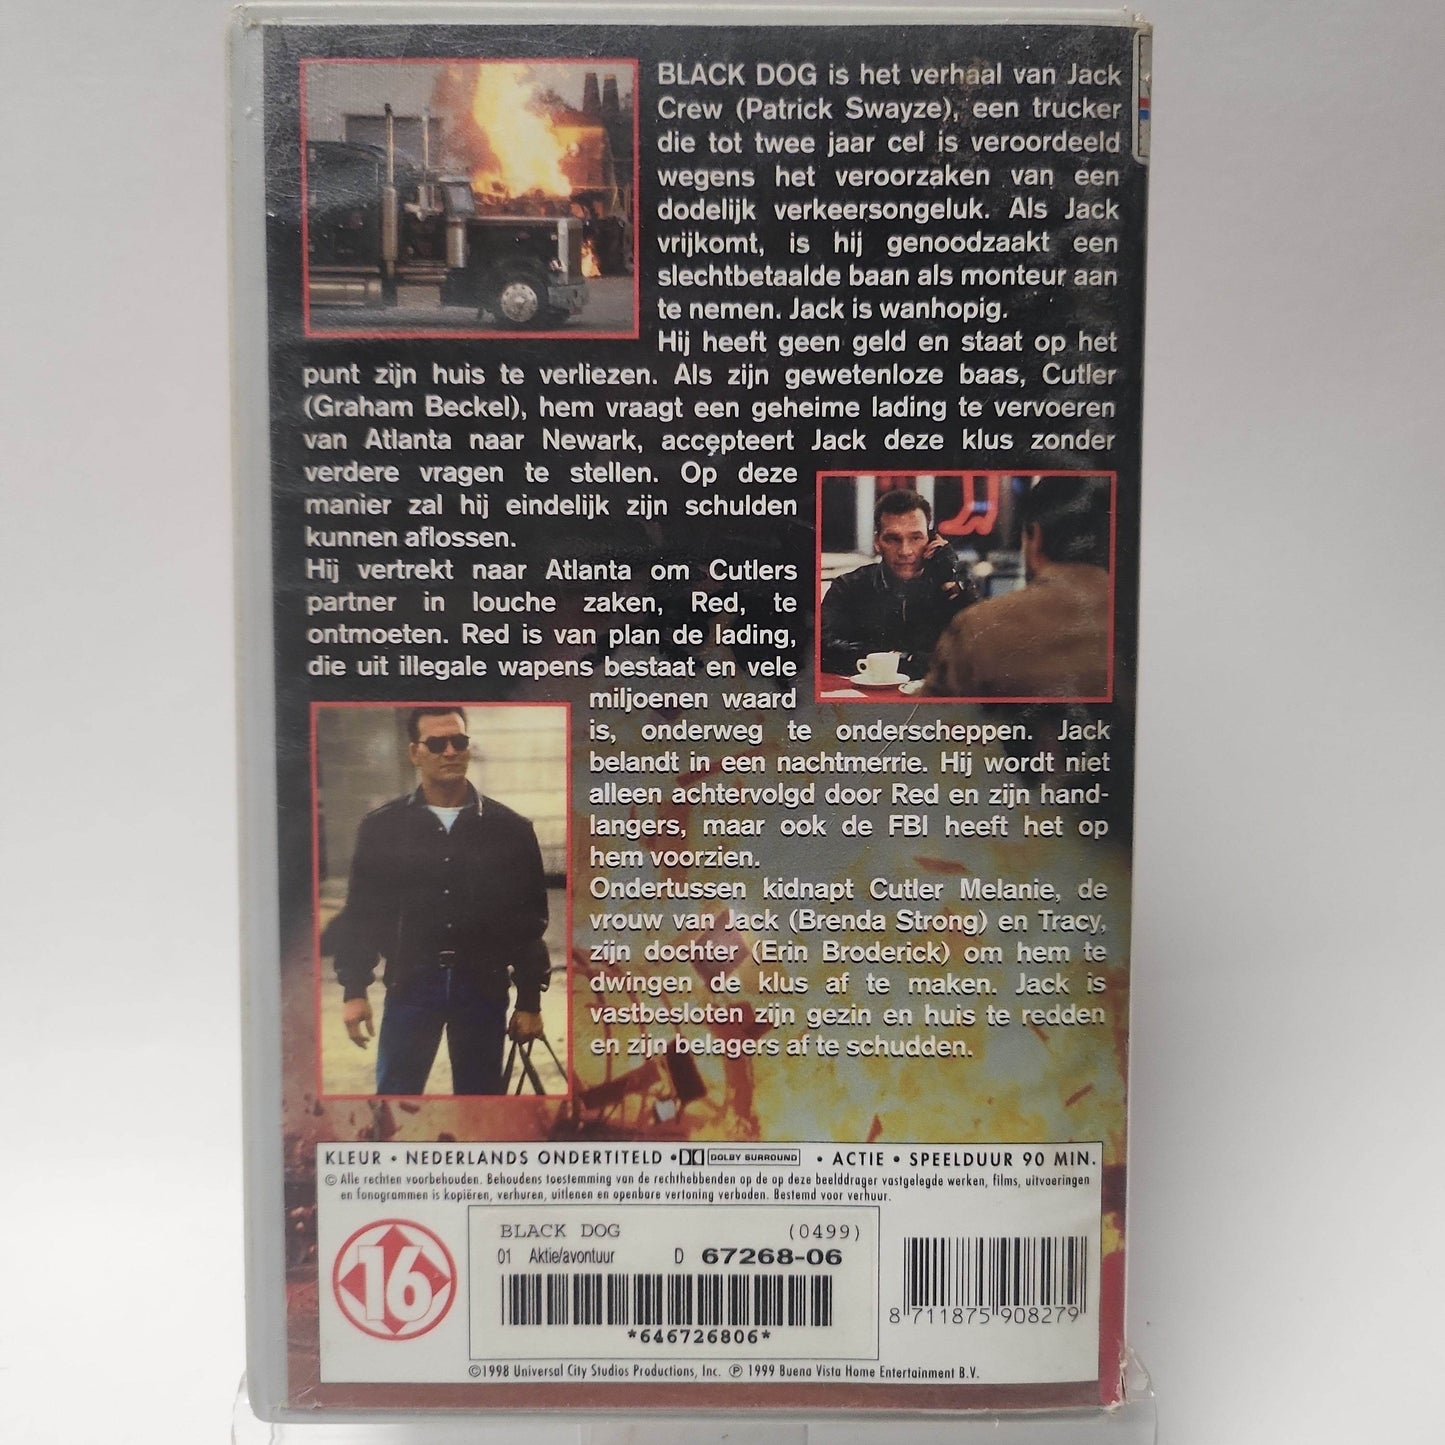 BLACK DOG is het verhaal van Jack
Crew (Patrick Swayze), een trucker
die tot twee jaar cel is veroordeeld
wegens het veroorzaken van een
dodelijk verkeersongeluk. Als Jack
vrijkomt, is hij genoodzaakt een
slechtbetaalde baan als monteur aan
te nemen. Jack is wanhopig.
Hij heeft geen geld en staat op het
punt zijn huis te verliezen. Als zijn gewetenloze baas, Cutler
(Graham Beckel), hem vraagt een geheime lading te vervoeren
van Atlanta naar Newark, accepteert Jack deze klus zonder
verdere vragen te stellen. Op deze
manier zal hij eindelijk zijn schulden
kunnen aflossen.
Hij vertrekt naar Atlanta om Cutlers
partner in louche zaken, Red, te
ontmoeten. Red is van plan de lading,
die uit illegale wapens bestaat en vele
miljoenen waard
is, onderweg te onderscheppen. Jack
belandt in een nachtmerrie. Hij wordt niet
alleen achtervolgd door Red en zijn hand-
langers, maar ook de FBI heeft het op
hem voorzien.
Ondertussen kidnapt Cutler Melanie, de
vrouw van Jack (Brenda Strong) en Tracy,
zijn dochter (Erin Broderick) om hem te
dwingen de klus af te maken. Jack is
vastbesloten zijn gezin en huis te redden
en zijn belagers af te schudden.
KLEUR • NEDERLANDS ONDERTITELD • DOLBY SURROUND • ACTIE • SPEELDUUR 90 MIN.
© Alle rechten voorbehouden. Behoudens toestemming van de rechthebbenden op de op deze beelddrager vastgelegde werken, films, uitvoeringen
en fonogrammen is kopiëren, verhuren, uitlenen en openbare vertoning verboden. Bestemd voor verhuur.
16
BLACK DOG (0499)
01 Aktie/avontuur D 67268-06
*646726806*
8 711875 908279
©1998 Universal City Studios Productions, Inc. ℗ 1999 Buena Vista Home Entertainment B.V.